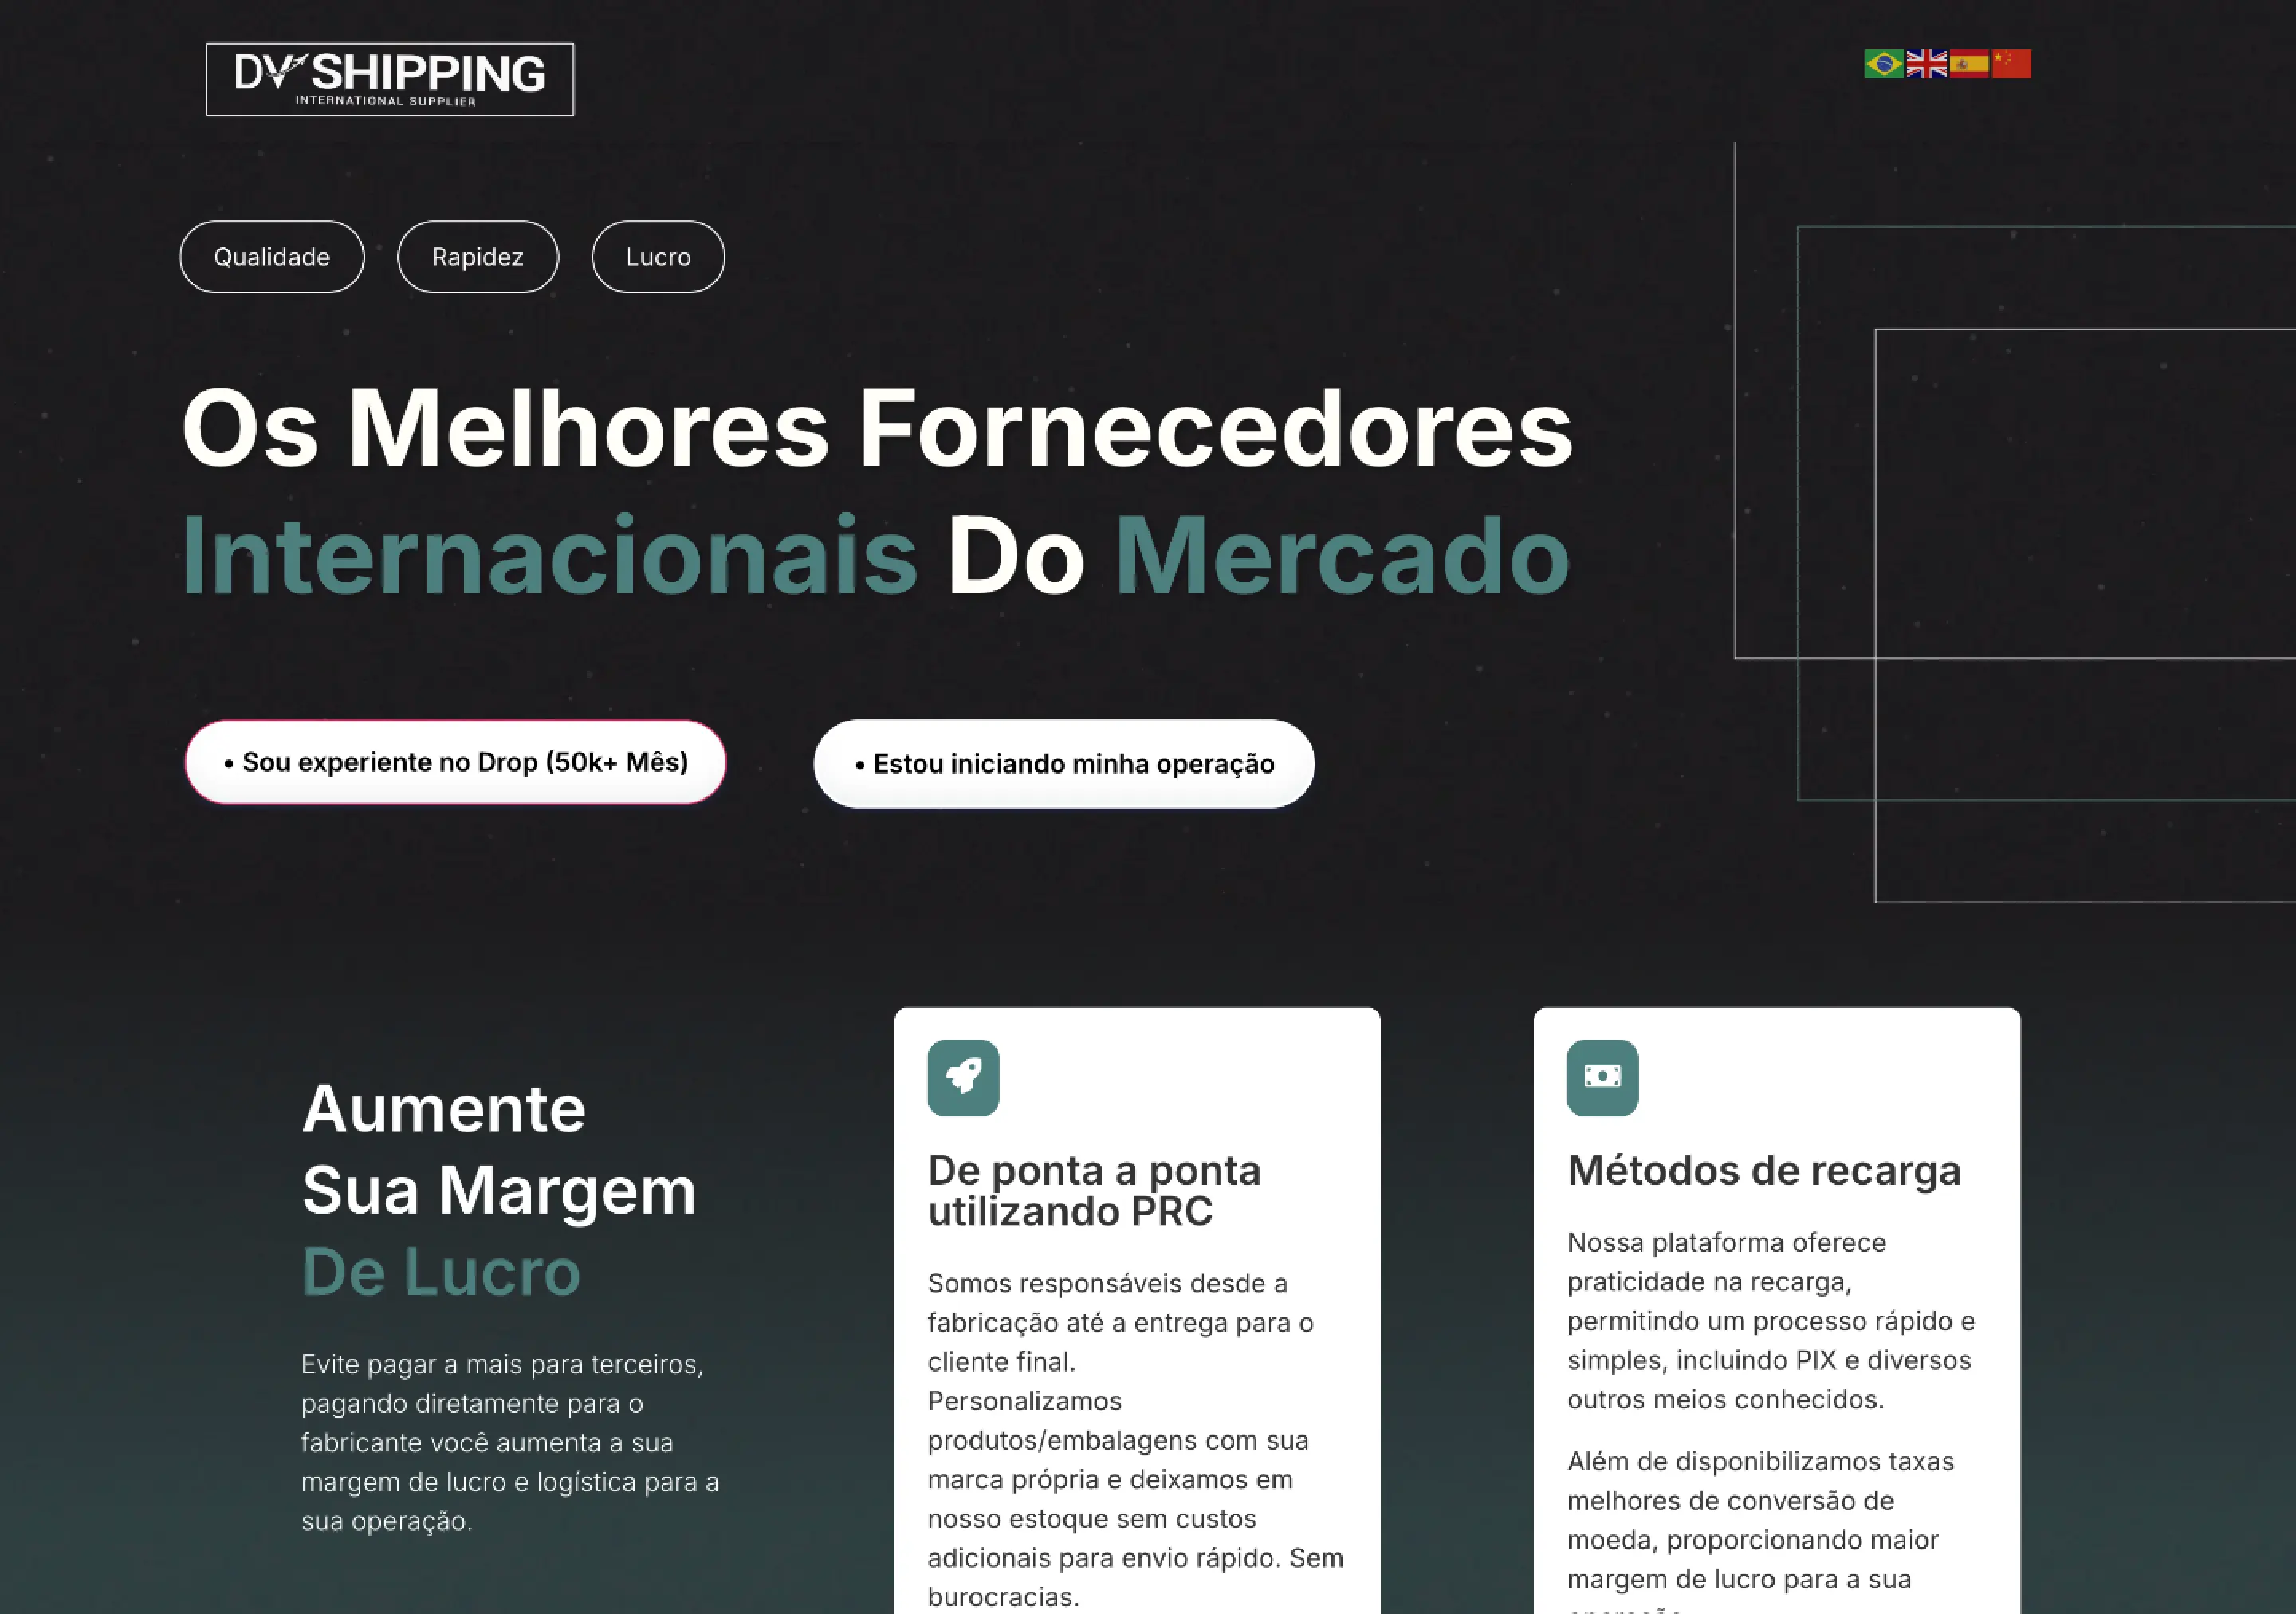 DV SHIPPING
INTERNATIONAL SUPPLIER
Qualidade
Rapidez
Lucro
Os Melhores Fornecedores
Internacionais Do Mercado
• Sou experiente no Drop (50k+ Mês)
• Estou iniciando minha operação
Aumente
Sua Margem
De Lucro
Evite pagar a mais para terceiros,
pagando diretamente para o
fabricante você aumenta a sua
margem de lucro e logística para a
sua operação.
De ponta a ponta
utilizando PRC
Somos responsáveis desde a
fabricação até a entrega para o
cliente final.
Personalizamos
produtos/embalagens com sua
marca própria e deixamos em
nosso estoque sem custos
adicionais para envio rápido. Sem
burocracias.
Métodos de recarga
Nossa plataforma oferece
praticidade na recarga,
permitindo um processo rápido e
simples, incluindo PIX e diversos
outros meios conhecidos.
Além de disponibilizamos taxas
melhores de conversão de
moeda, proporcionando maior
margem de lucro para a sua